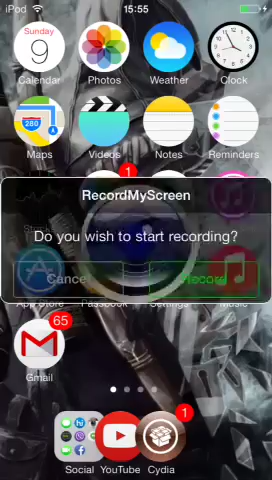 iPod 15:55
Sunday
9
Calendar Photos Weather Clock
280
Maps Videos Notes Reminders
1
RecordMyScreen
Do you wish to start recording?
Cancel Record
App Store Passbook Settings Music
65
Gmail
1
Social YouTube Cydia